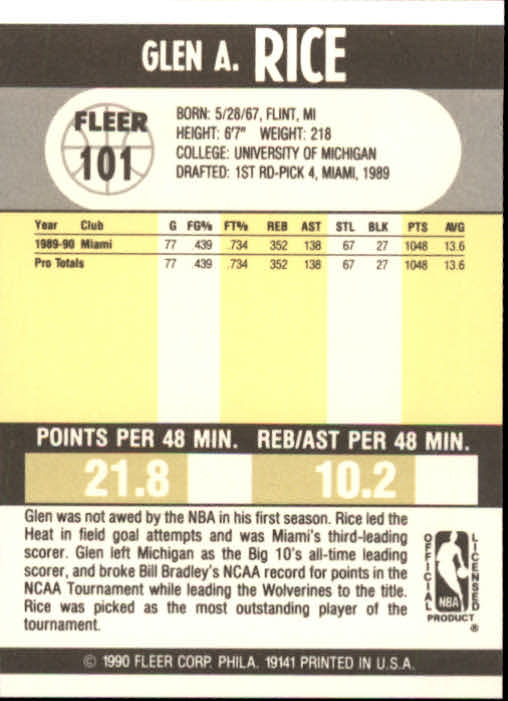 GLEN A. RICE
FLEER
101
BORN: 5/28/67, FLINT, MI
HEIGHT: 6'7" WEIGHT: 218
COLLEGE: UNIVERSITY OF MICHIGAN
DRAFTED: 1ST RD-PICK 4, MIAMI, 1989
Year Club G FG% FT% REB AST STL BLK PTS AVG
1989-90 Miami 77 .439 .734 352 138 67 27 1048 13.6
Pro Totals 77 .439 .734 352 138 67 27 1048 13.6
POINTS PER 48 MIN. REB/AST PER 48 MIN.
21.8 10.2
Glen was not awed by the NBA in his first season. Rice led the
Heat in field goal attempts and was Miami's third-leading
scorer. Glen left Michigan as the Big 10's all-time leading
scorer, and broke Bill Bradley's NCAA record for points in the
NCAA Tournament while leading the Wolverines to the title.
Rice was picked as the most outstanding player of the
tournament.
OFFICIAL
LICENSED
NBA
PRODUCT
®
© 1990 FLEER CORP. PHILA. 19141 PRINTED IN U.S.A.